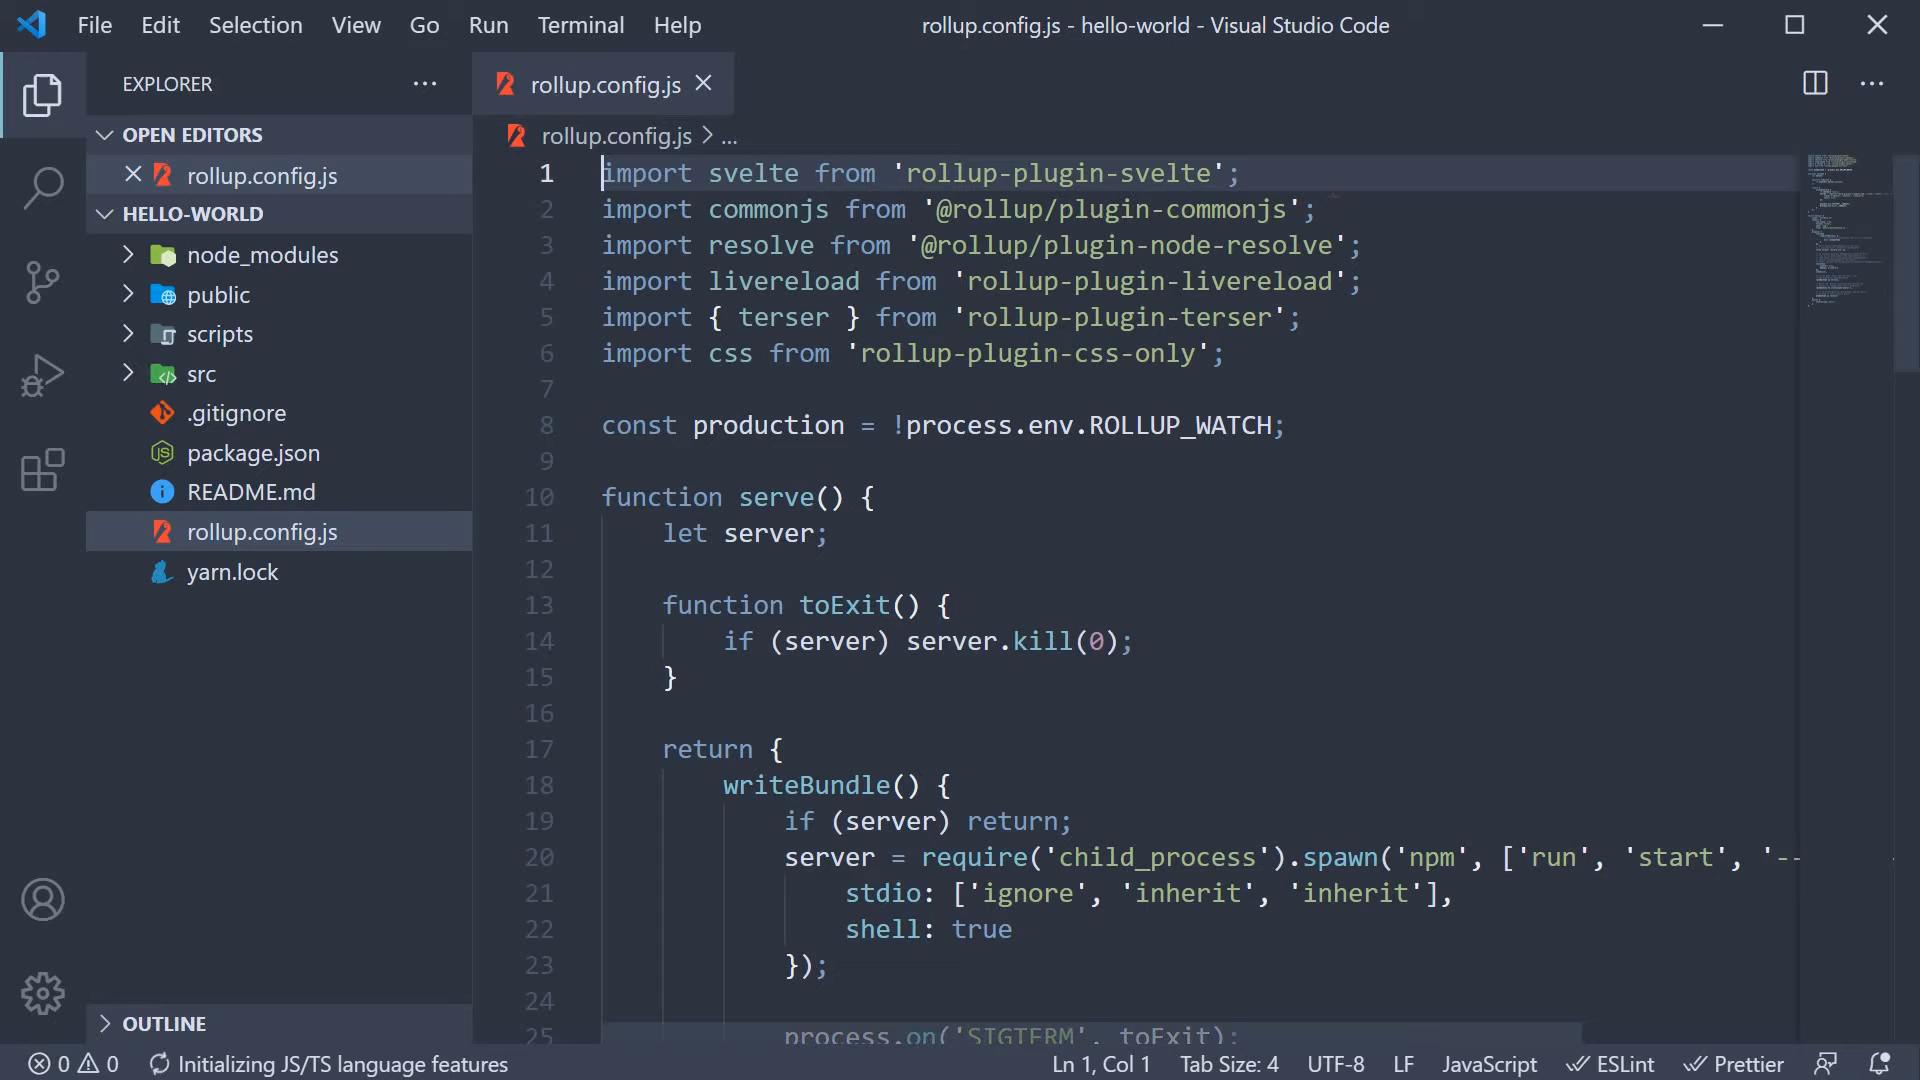 File Edit Selection View Go Run Terminal Help
rollup.config.js - hello-world - Visual Studio Code
EXPLORER
OPEN EDITORS
rollup.config.js
HELLO-WORLD
node_modules
public
scripts
src
.gitignore
package.json
README.md
rollup.config.js
yarn.lock
OUTLINE
rollup.config.js
rollup.config.js > ...
1 import svelte from 'rollup-plugin-svelte';
2 import commonjs from '@rollup/plugin-commonjs';
3 import resolve from '@rollup/plugin-node-resolve';
4 import livereload from 'rollup-plugin-livereload';
5 import { terser } from 'rollup-plugin-terser';
6 import css from 'rollup-plugin-css-only';
7
8 const production = !process.env.ROLLUP_WATCH;
9
10 function serve() {
11 let server;
12
13 function toExit() {
14 if (server) server.kill(0);
15 }
16
17 return {
18 writeBundle() {
19 if (server) return;
20 server = require('child_process').spawn('npm', ['run', 'start', '--
21 stdio: ['ignore', 'inherit', 'inherit'],
22 shell: true
23 });
24
25 process.on('SIGTERM', toExit);
0 0 Initializing JS/TS language features
Ln 1, Col 1 Tab Size: 4 UTF-8 LF JavaScript ESLint Prettier